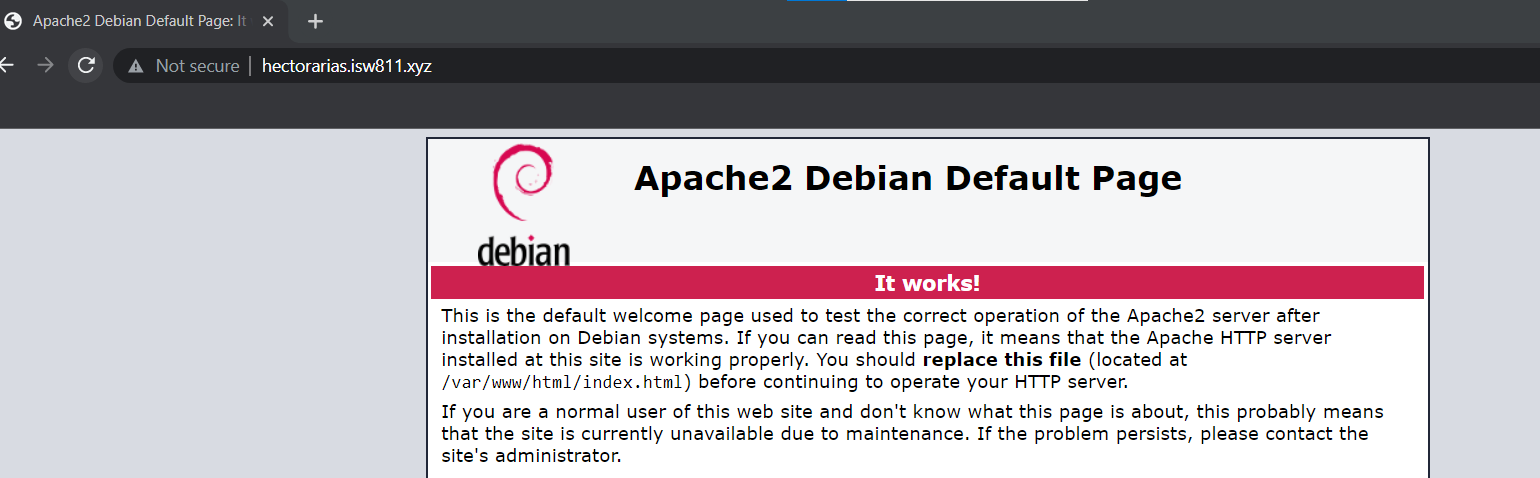 Apache2 Debian Default Page: It
Not secure | hectorarias.isw811.xyz
debian
Apache2 Debian Default Page
It works!
This is the default welcome page used to test the correct operation of the Apache2 server after
installation on Debian systems. If you can read this page, it means that the Apache HTTP server
installed at this site is working properly. You should replace this file (located at
/var/www/html/index.html) before continuing to operate your HTTP server.
If you are a normal user of this web site and don't know what this page is about, this probably means
that the site is currently unavailable due to maintenance. If the problem persists, please contact the
site's administrator.